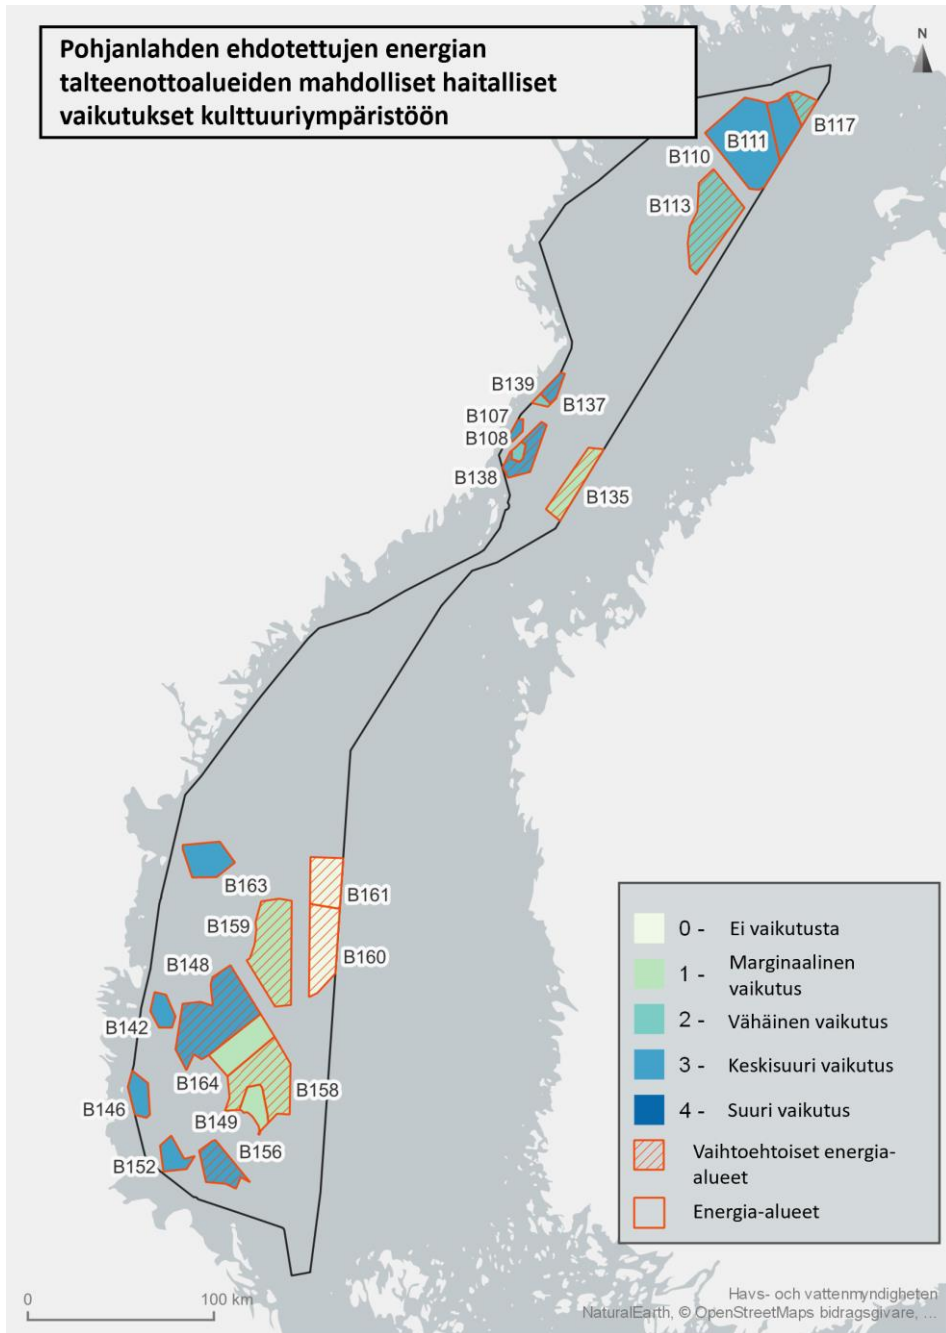 Pohjanlahden ehdotettujen energian
talteenottoalueiden mahdolliset haitalliset
vaikutukset kulttuuriympäristöön
N
B117
B111
B110
B113
B139
B137
B107
B108
B138
B135
B163
B161
B159
B160
B148
B142
B164
B158
B146
B149
B156
B152
0 - Ei vaikutusta
1 - Marginaalinen
vaikutus
2 - Vähäinen vaikutus
3 - Keskisuuri vaikutus
4 - Suuri vaikutus
Vaihtoehtoiset energia-
alueet
Energia-alueet
0
100 km
Havs- och vattenmyndigheten
NaturalEarth, © OpenStreetMaps bidragsgivare, ...